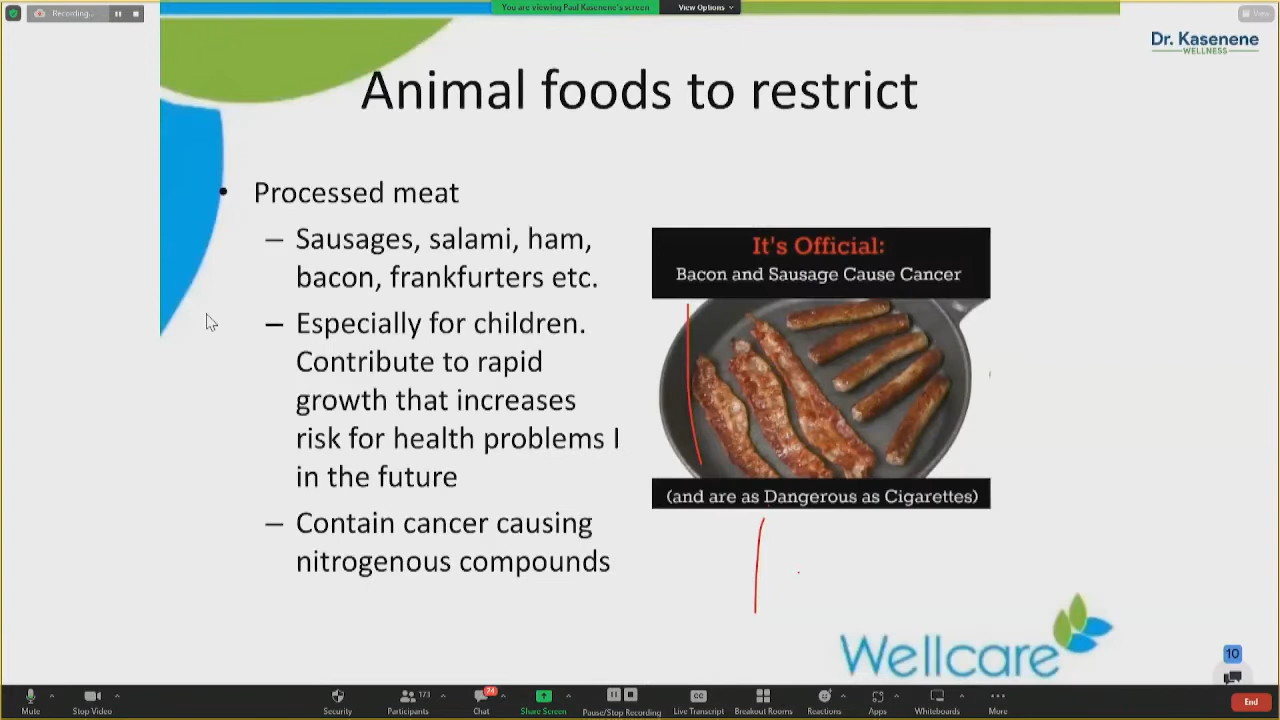 Recording...
You are viewing Paul Kasenene's screen
View Options
View
Dr. Kasenene
WELLNESS
Animal foods to restrict
• Processed meat
– Sausages, salami, ham,
bacon, frankfurters etc.
– Especially for children.
Contribute to rapid
growth that increases
risk for health problems I
in the future
– Contain cancer causing
nitrogenous compounds
It's Official:
Bacon and Sausage Cause Cancer
(and are as Dangerous as Cigarettes)
Wellcare
10
Mute
Stop Video
Security
Participants
173
Chat
24
Share Screen
Pause/Stop Recording
CC
Live Transcript
Breakout Rooms
Reactions
Apps
Whiteboards
More
End